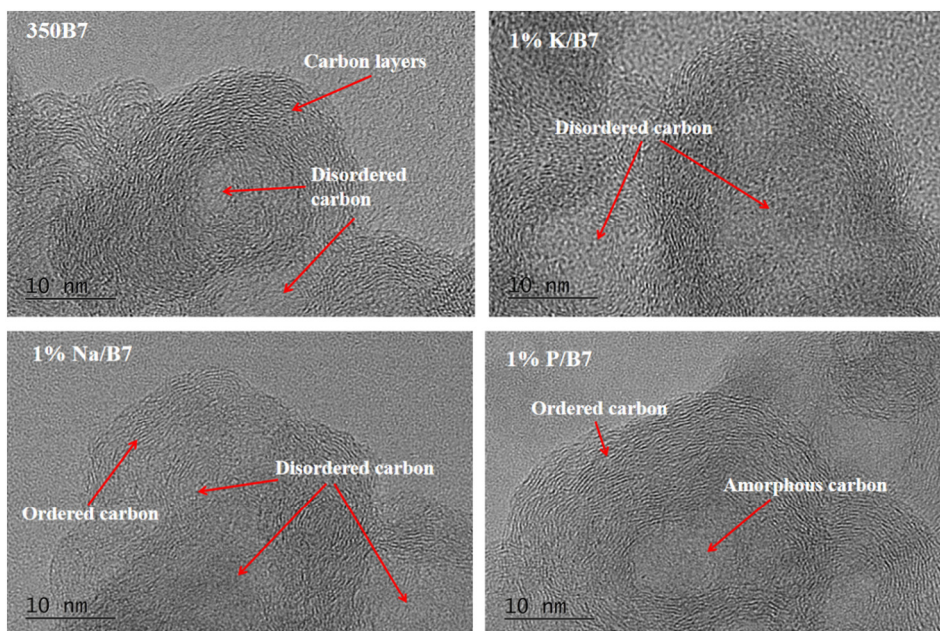 350B7
Carbon layers
Disordered
carbon
10 nm
1% K/B7
Disordered carbon
10 nm
1% Na/B7
Disordered carbon
Ordered carbon
10 nm
1% P/B7
Ordered carbon
Amorphous carbon
10 nm